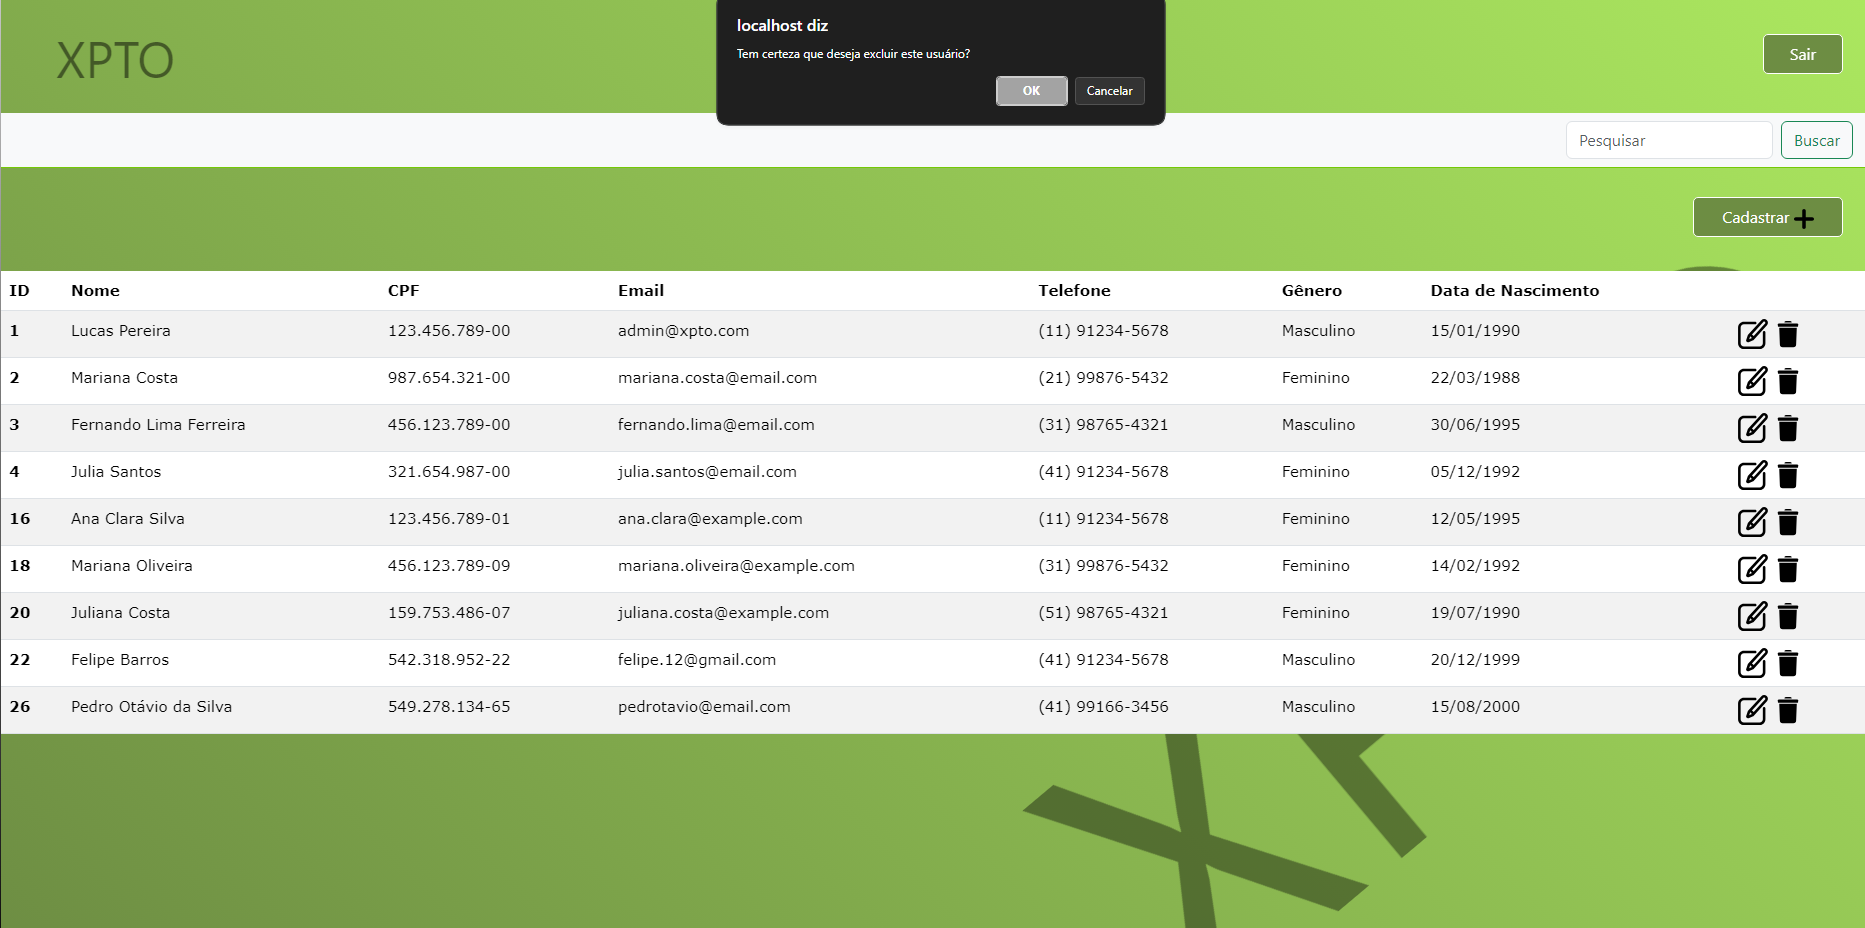 XPTO
localhost diz
Tem certeza que deseja excluir este usuário?
OK Cancelar
Sair
Pesquisar Buscar
Cadastrar
ID Nome CPF Email Telefone Gênero Data de Nascimento
1 Lucas Pereira 123.456.789-00 admin@xpto.com (11) 91234-5678 Masculino 15/01/1990
2 Mariana Costa 987.654.321-00 mariana.costa@email.com (21) 99876-5432 Feminino 22/03/1988
3 Fernando Lima Ferreira 456.123.789-00 fernando.lima@email.com (31) 98765-4321 Masculino 30/06/1995
4 Julia Santos 321.654.987-00 julia.santos@email.com (41) 91234-5678 Feminino 05/12/1992
16 Ana Clara Silva 123.456.789-01 ana.clara@example.com (11) 91234-5678 Feminino 12/05/1995
18 Mariana Oliveira 456.123.789-09 mariana.oliveira@example.com (31) 99876-5432 Feminino 14/02/1992
20 Juliana Costa 159.753.486-07 juliana.costa@example.com (51) 98765-4321 Feminino 19/07/1990
22 Felipe Barros 542.318.952-22 felipe.12@gmail.com (41) 91234-5678 Masculino 20/12/1999
26 Pedro Otávio da Silva 549.278.134-65 pedrotavio@email.com (41) 99166-3456 Masculino 15/08/2000